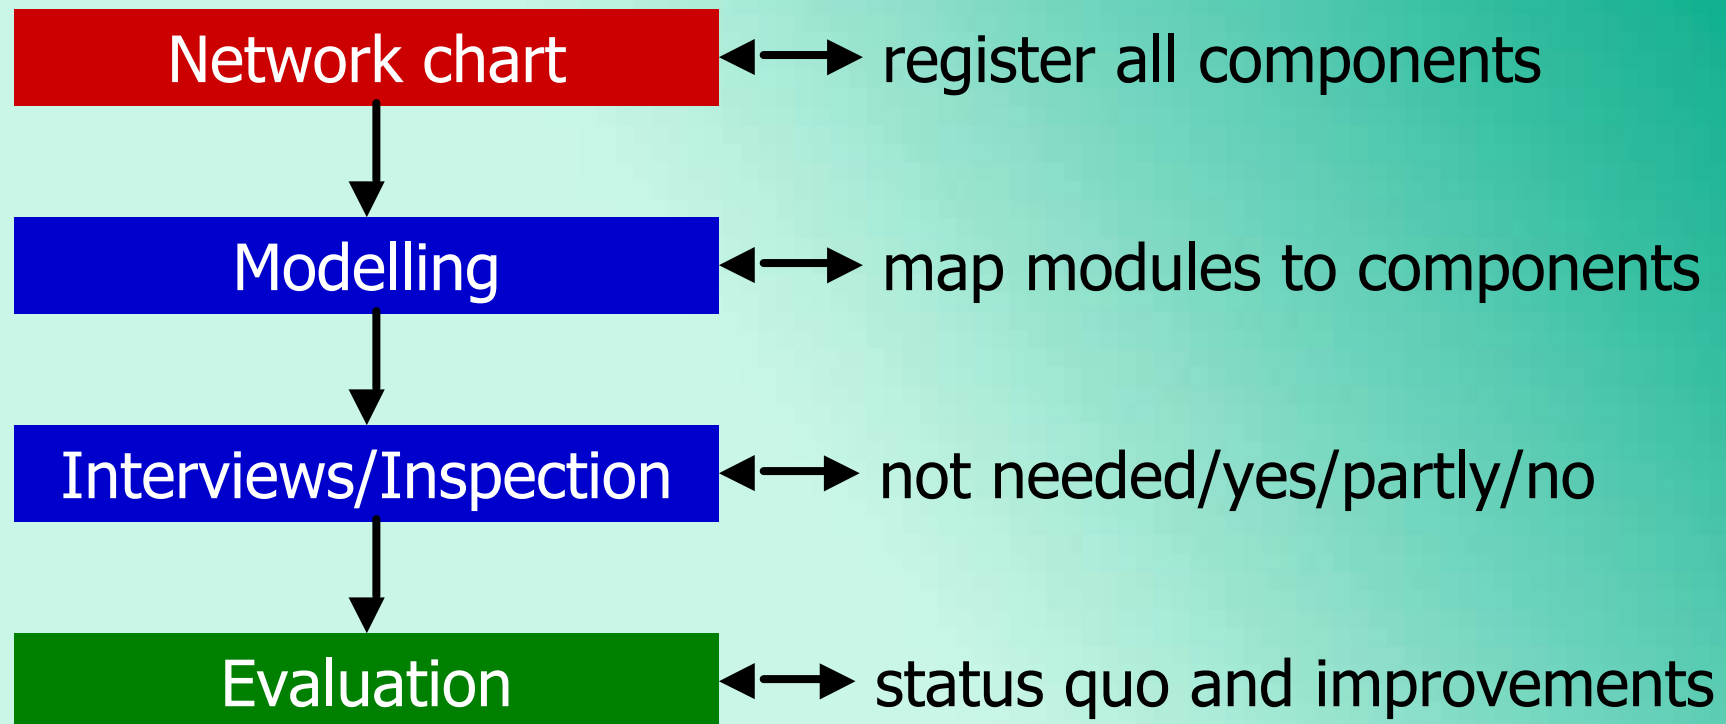 Network chart
register all components
Modelling
map modules to components
Interviews/Inspection
not needed/yes/partly/no
Evaluation
status quo and improvements